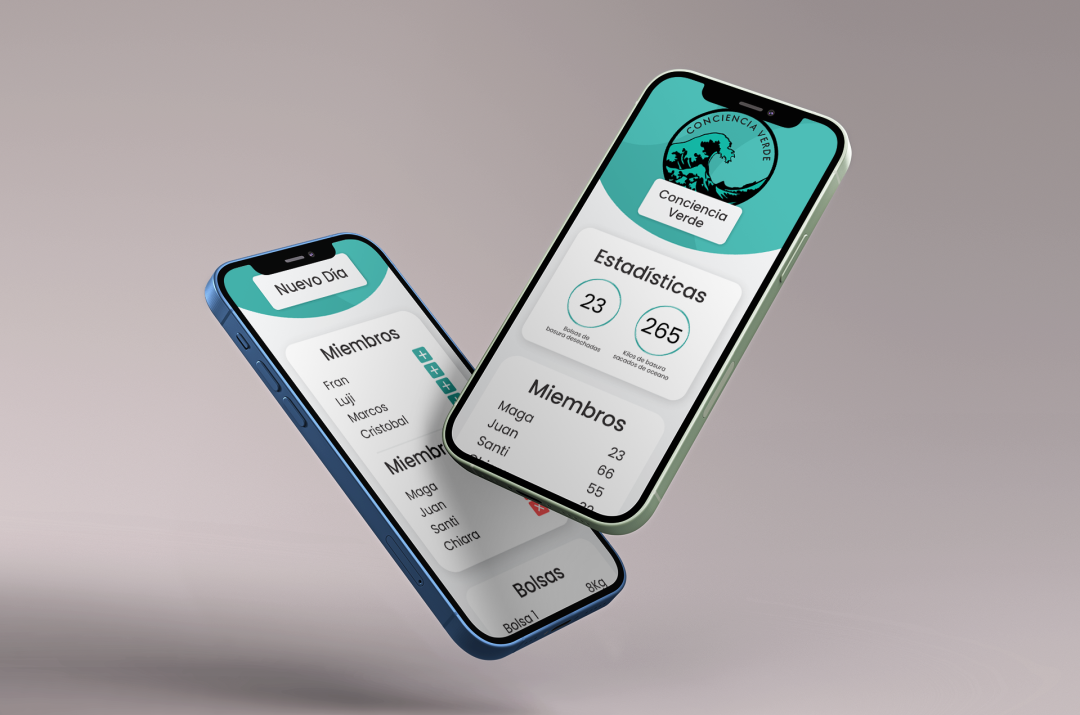 Nuevo Día
Miembros
Fran
Luji
Marcos
Cristobal
Maga
Juan
Santi
Chiara
Bolsas
Bolsa 1
8Kg
CONCIENCIA VERDE
Conciencia
Verde
Estadísticas
23
Bolsas de
basura desechadas
265
Kilos de basura
sacados de oceano
Miembros
Maga
23
Juan
66
Santi
55